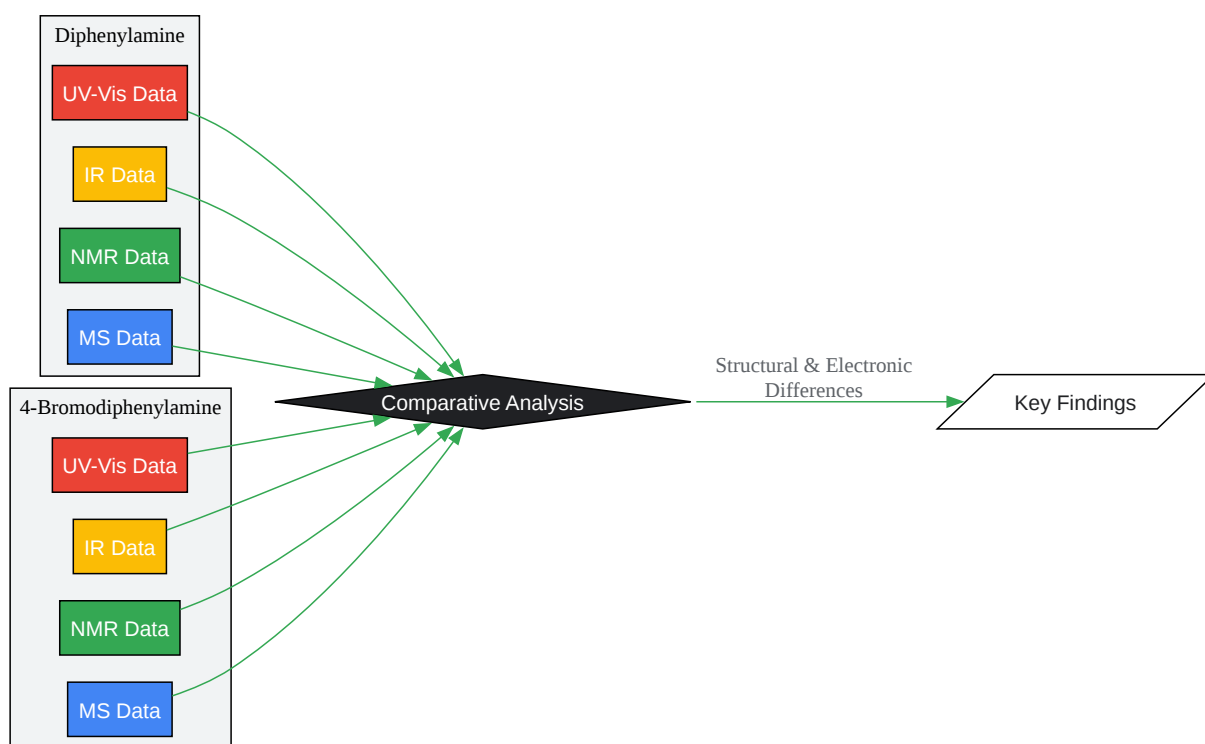 Diphenylamine
UV-Vis Data
IR Data
NMR Data
MS Data
4-Bromodiphenylamine
UV-Vis Data
IR Data
NMR Data
MS Data
Comparative Analysis
Structural & Electronic
Differences
Key Findings